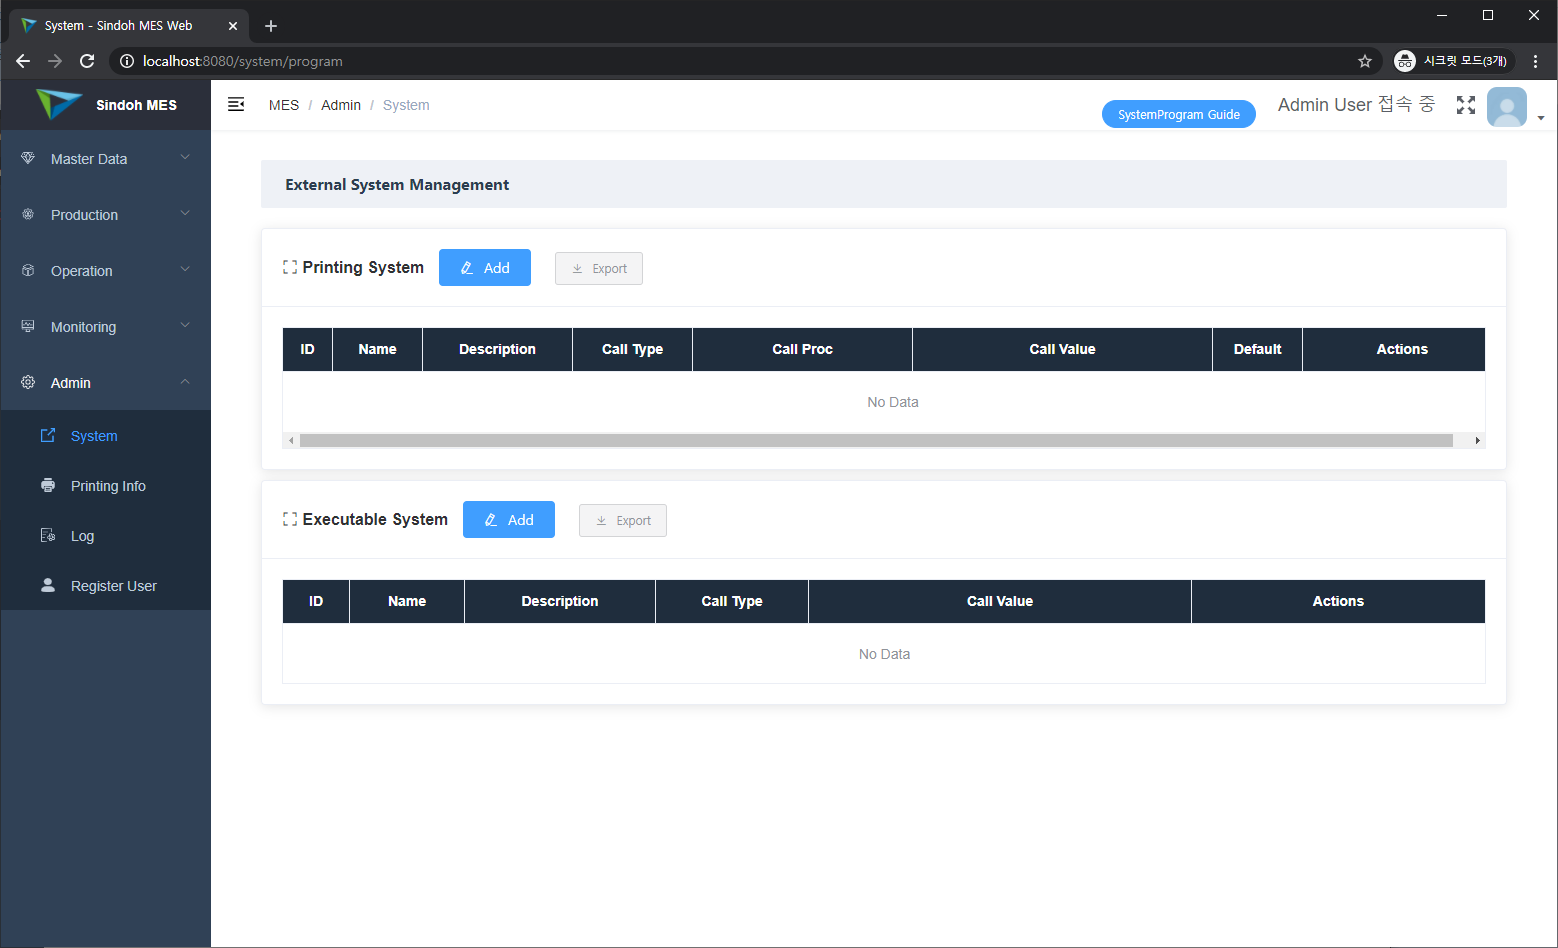 System - Sindoh MES Web
localhost:8080/system/program
시크릿 모드(3개)
Sindoh MES
MES / Admin / System
SystemProgram Guide
Admin User 접속 중
Master Data
Production
Operation
Monitoring
Admin
System
Printing Info
Log
Register User
External System Management
Printing System
Add
Export
ID Name Description Call Type Call Proc Call Value Default Actions
No Data
Executable System
Add
Export
ID Name Description Call Type Call Value Actions
No Data